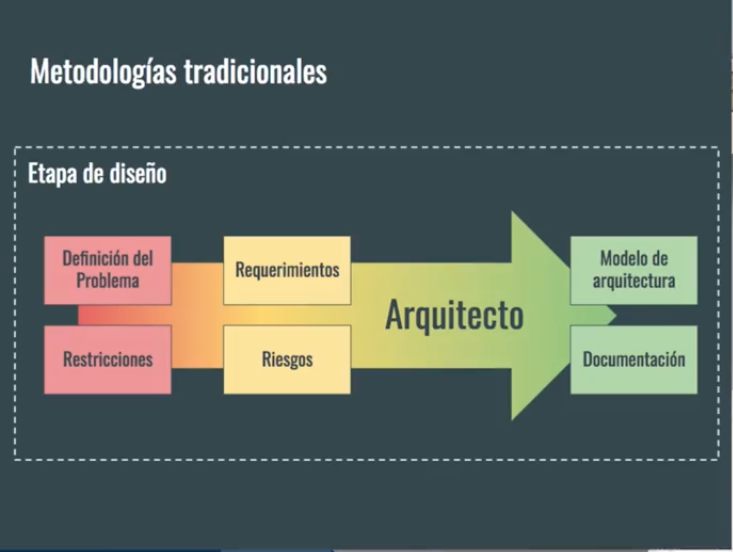 Metodologías tradicionales
Etapa de diseño
Definición del
Problema
Restricciones
Requerimientos
Riesgos
Arquitecto
Modelo de
arquitectura
Documentación